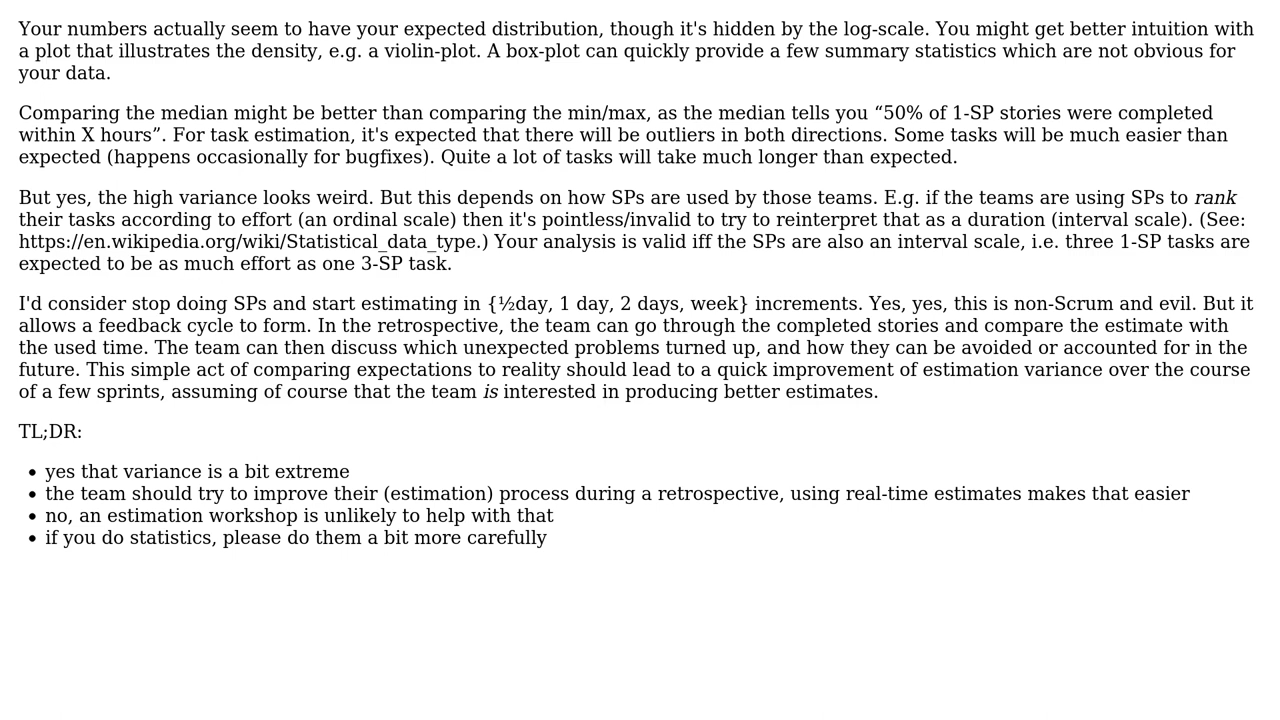 Your numbers actually seem to have your expected distribution, though it's hidden by the log-scale. You might get better intuition with
a plot that illustrates the density, e.g. a violin-plot. A box-plot can quickly provide a few summary statistics which are not obvious for
your data.
Comparing the median might be better than comparing the min/max, as the median tells you “50% of 1-SP stories were completed
within X hours”. For task estimation, it's expected that there will be outliers in both directions. Some tasks will be much easier than
expected (happens occasionally for bugfixes). Quite a lot of tasks will take much longer than expected.
But yes, the high variance looks weird. But this depends on how SPs are used by those teams. E.g. if the teams are using SPs to rank
their tasks according to effort (an ordinal scale) then it's pointless/invalid to try to reinterpret that as a duration (interval scale). (See:
https://en.wikipedia.org/wiki/Statistical_data_type.) Your analysis is valid iff the SPs are also an interval scale, i.e. three 1-SP tasks are
expected to be as much effort as one 3-SP task.
I'd consider stop doing SPs and start estimating in {½day, 1 day, 2 days, week} increments. Yes, yes, this is non-Scrum and evil. But it
allows a feedback cycle to form. In the retrospective, the team can go through the completed stories and compare the estimate with
the used time. The team can then discuss which unexpected problems turned up, and how they can be avoided or accounted for in the
future. This simple act of comparing expectations to reality should lead to a quick improvement of estimation variance over the course
of a few sprints, assuming of course that the team is interested in producing better estimates.
TL;DR:
• yes that variance is a bit extreme
• the team should try to improve their (estimation) process during a retrospective, using real-time estimates makes that easier
• no, an estimation workshop is unlikely to help with that
• if you do statistics, please do them a bit more carefully